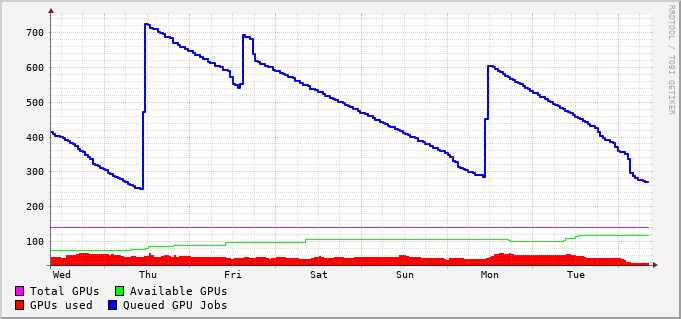 RRDTOOL / TOBI OETIKER
700
600
500
400
300
200
100
Wed Thu Fri Sat Sun Mon Tue
Total GPUs Available GPUs
GPUs used Queued GPU Jobs